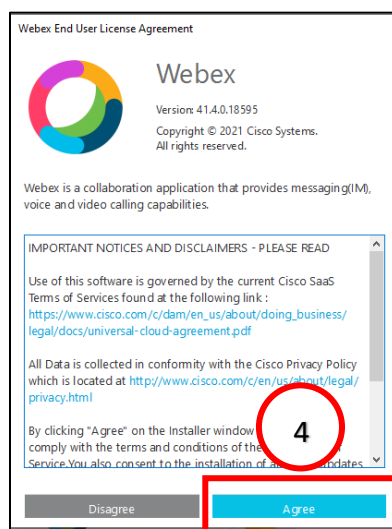 Webex End User License Agreement
Webex
Version: 41.4.0.18595
Copyright © 2021 Cisco Systems.
All rights reserved.
Webex is a collaboration application that provides messaging(IM),
voice and video calling capabilities.
IMPORTANT NOTICES AND DISCLAIMERS - PLEASE READ
Use of this software is governed by the current Cisco SaaS
Terms of Services found at the following link :
https://www.cisco.com/c/dam/en_us/about/doing_business/
legal/docs/universal-cloud-agreement.pdf
All Data is collected in conformity with the Cisco Privacy Policy
which is located at http://www.cisco.com/c/en/us/about/legal/
privacy.html
By clicking "Agree" on the Installer window
comply with the terms and conditions of the
Service.You also consent to the installation of
4
Disagree
Agree